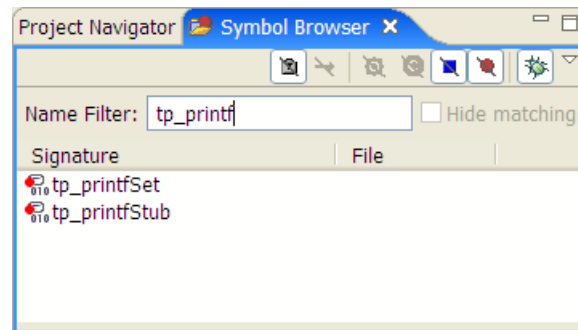 Project Navigator Symbol Browser
Name Filter: tp_printf Hide matching
Signature File
tp_printfSet
tp_printfStub